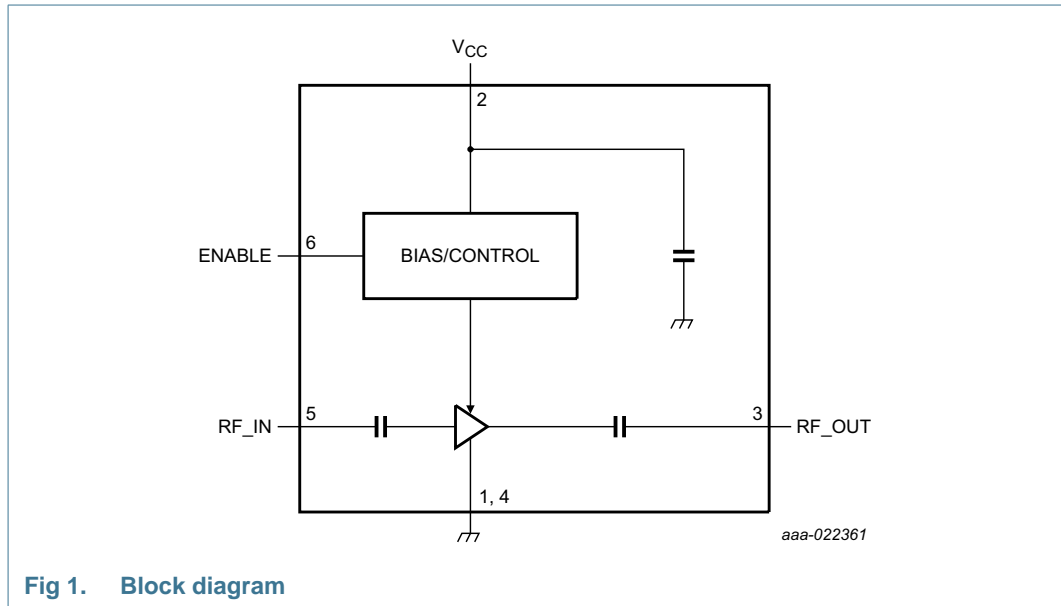 VCC
2
6
ENABLE
BIAS/CONTROL
5
RF_IN
3
RF_OUT
1, 4
aaa-022361
Fig 1. Block diagram